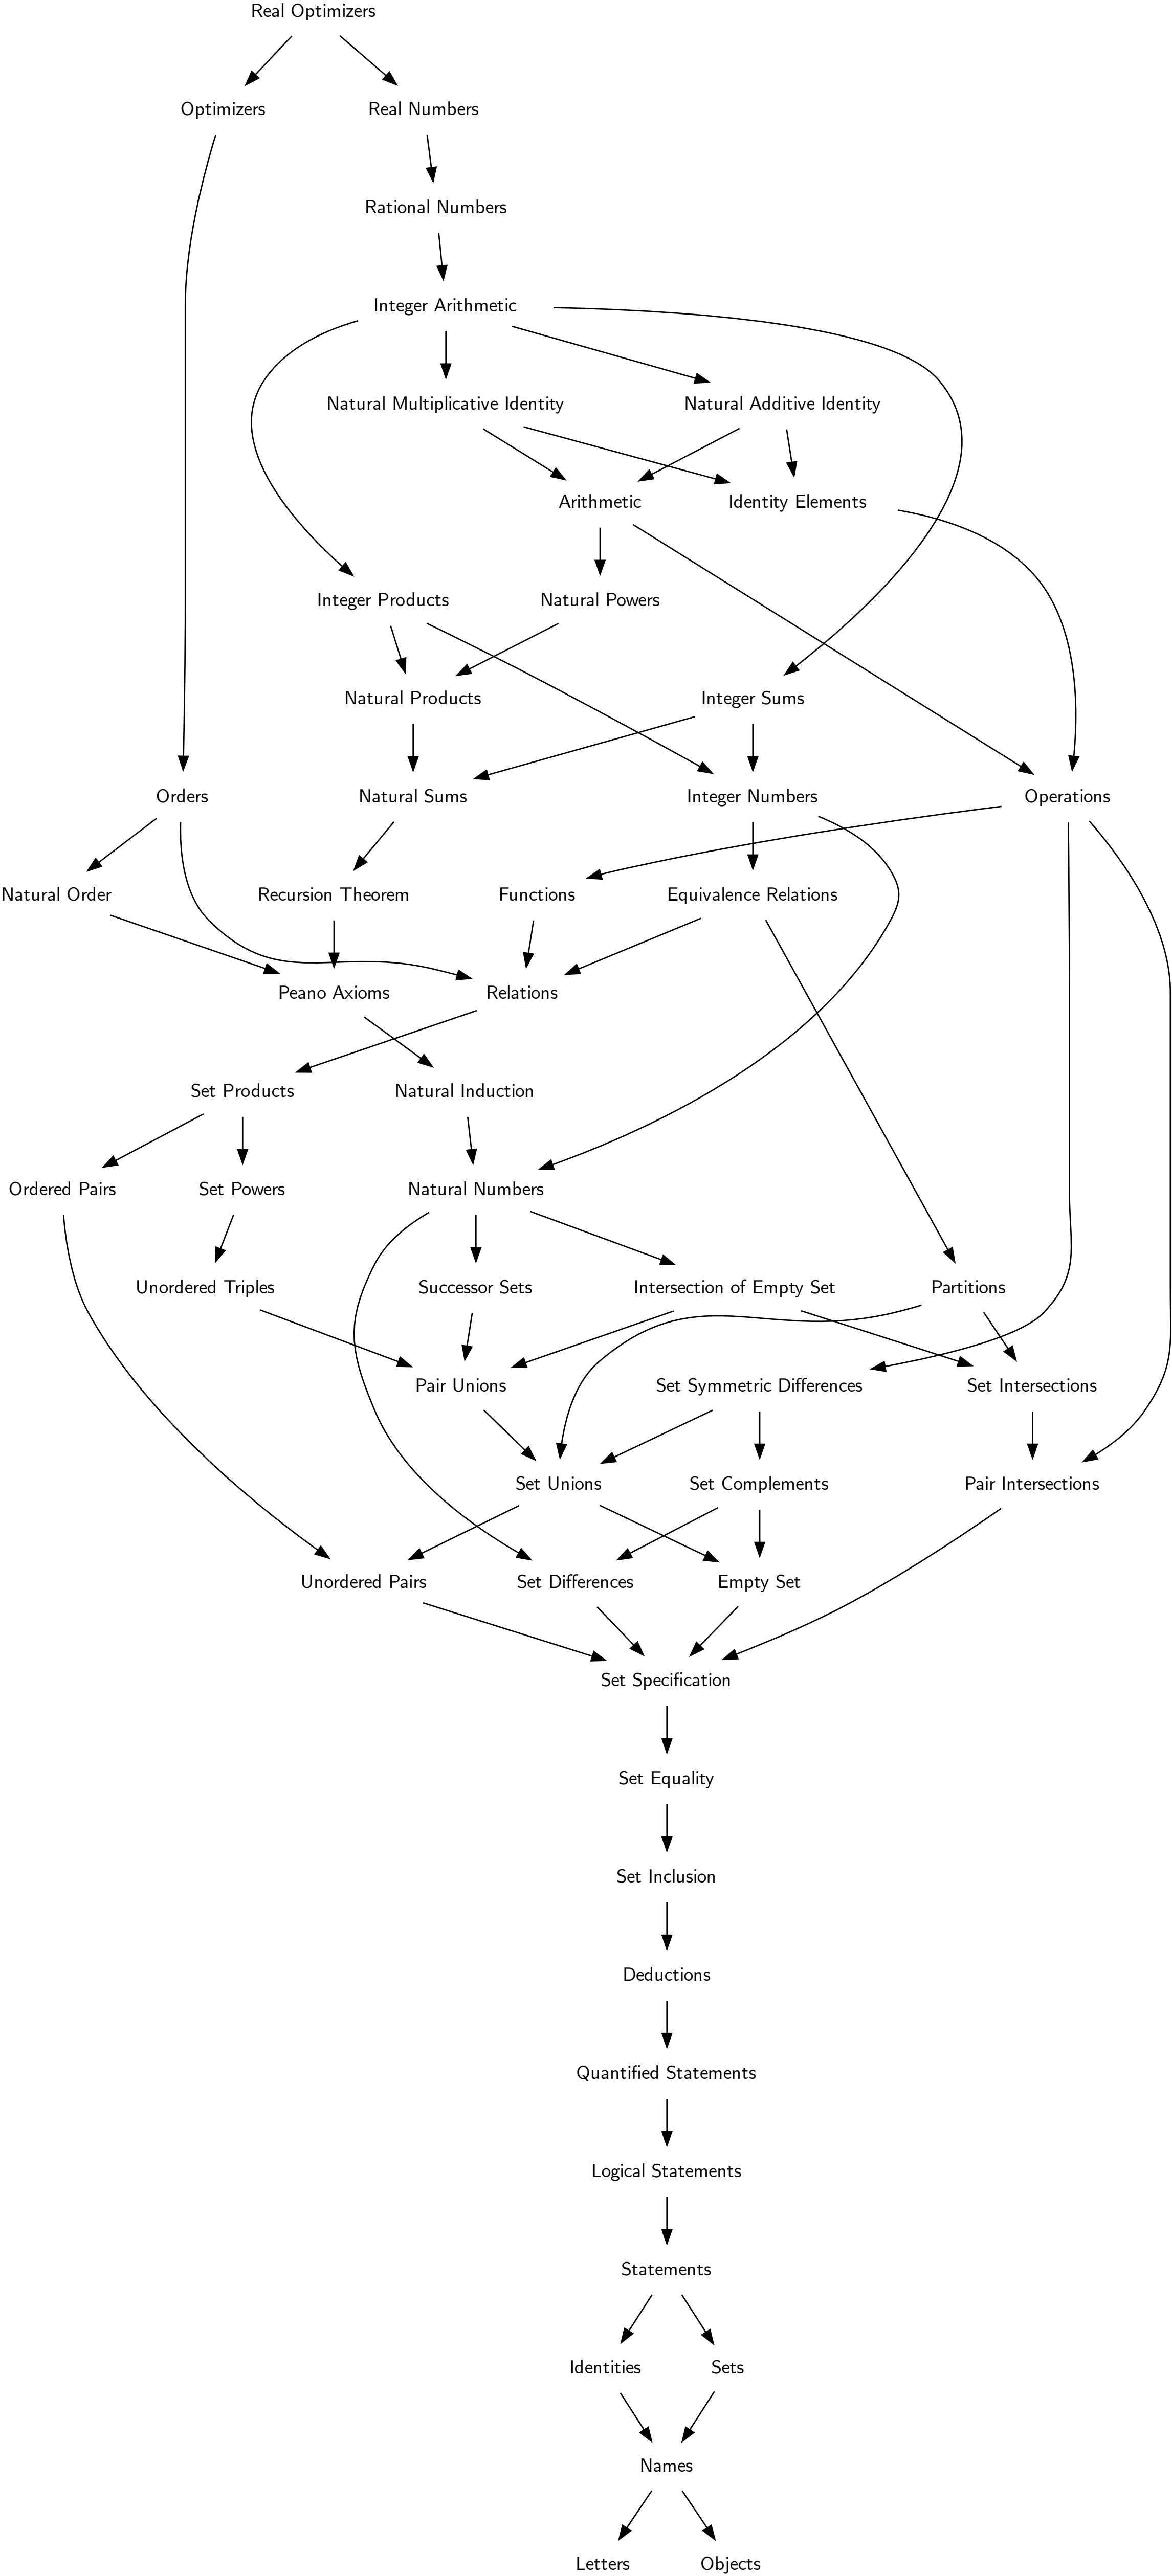 Real Optimizers
Optimizers
Real Numbers
Rational Numbers
Integer Arithmetic
Natural Multiplicative Identity
Natural Additive Identity
Arithmetic
Identity Elements
Integer Products
Natural Powers
Natural Products
Integer Sums
Orders
Natural Sums
Integer Numbers
Operations
Natural Order
Recursion Theorem
Functions
Equivalence Relations
Peano Axioms
Relations
Set Products
Natural Induction
Ordered Pairs
Set Powers
Natural Numbers
Unordered Triples
Successor Sets
Intersection of Empty Set
Partitions
Pair Unions
Set Symmetric Differences
Set Intersections
Set Unions
Set Complements
Pair Intersections
Unordered Pairs
Set Differences
Empty Set
Set Specification
Set Equality
Set Inclusion
Deductions
Quantified Statements
Logical Statements
Statements
Identities
Sets
Names
Letters
Objects